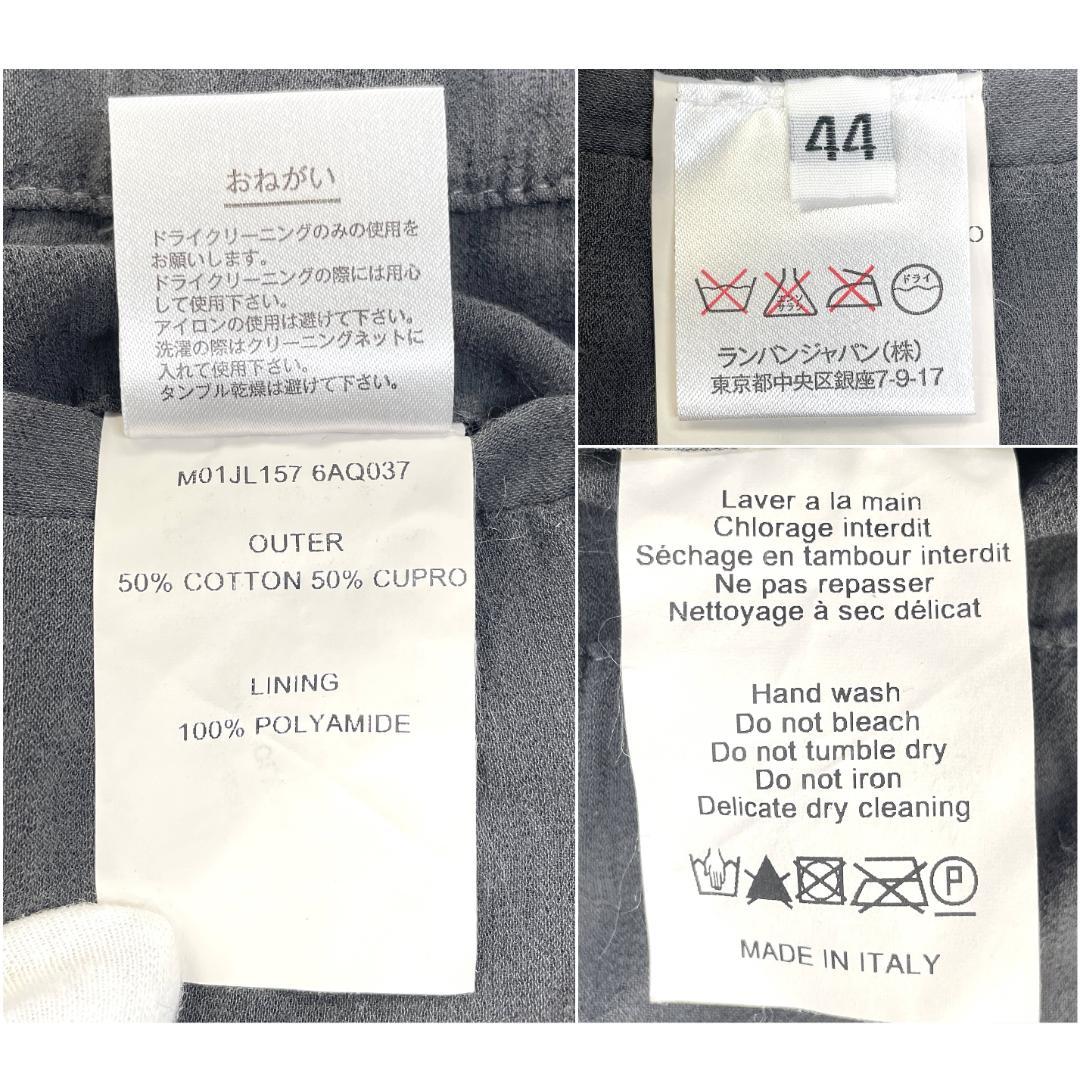 おねがい
ドライクリーニングのみの使用を
お願いします。
ドライクリーニングの際には用心
して使用下さい。
アイロンの使用は避けて下さい。
洗濯の際はクリーニングネットに
入れて使用下さい。
タンブル乾燥は避けて下さい。
M01JL157 6AQ037
OUTER
50% COTTON 50% CUPRO
LINING
100% POLYAMIDE
44
O
エンソ
サラシ
ドライ
ランバンジャパン(株)
東京都中央区銀座7-9-17
Laver a la main
Chlorage interdit
Séchage en tambour interdit
Ne pas repasser
Nettoyage à sec délicat
Hand wash
Do not bleach
Do not tumble dry
Do not iron
Delicate dry cleaning
P
MADE IN ITALY